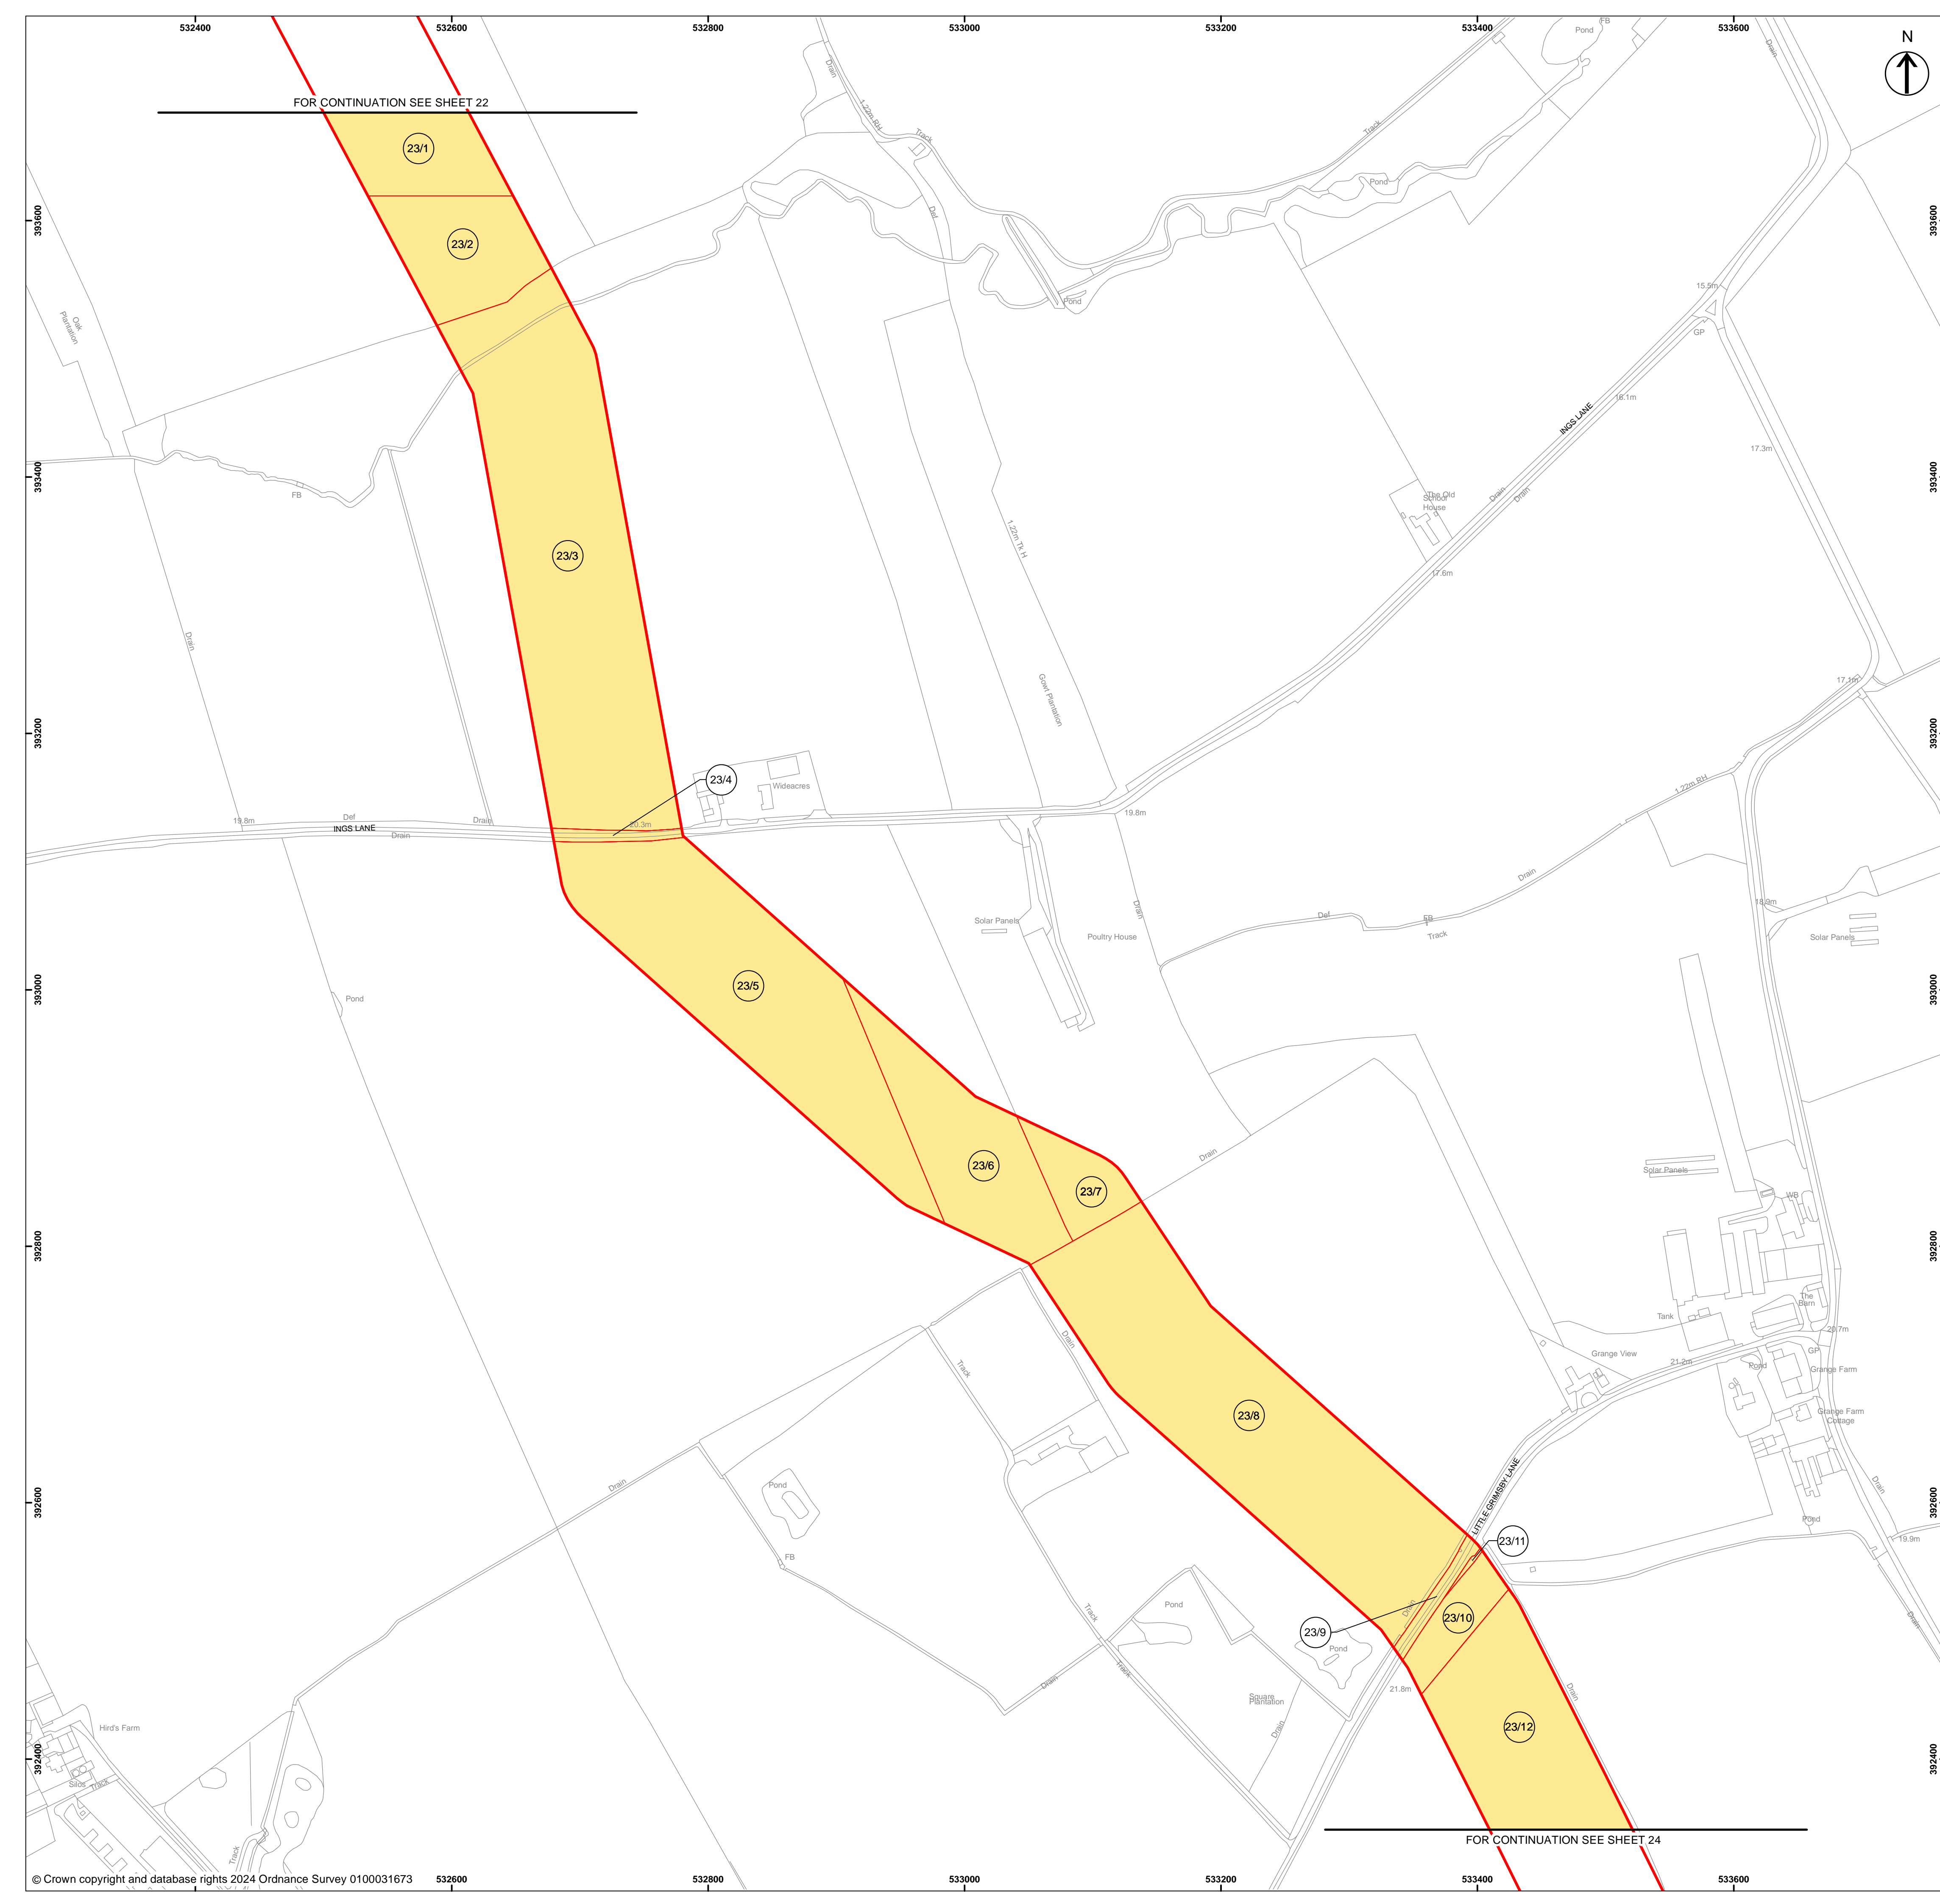 532400
532600
532800
533000
533200
533400
533600
N
FB
Pond
Drain
Drain
FOR CONTINUATION SEE SHEET 22
1.22m RH
Track
Track
23/1
Pond
Def
393600
393600
23/2
Pond
15.5m
Oak
Plantation
GP
16.1m
INGS LANE
17.3m
393400
393400
FB
Drain
Drain
The Old
School
House
1.22m Tk H
23/3
17.6m
Drain
Gowt Plantation
17.1m
393200
393200
23/4
Wideacres
1.22m RH
19.8m
Def
Drain
20.3m
19.8m
INGS LANE
Drain
Drain
Drain
18.9m
Solar Panels
Def
FB
Track
Poultry House
Solar Panels
23/5
393000
393000
Pond
Drain
23/6
Solar Panels
23/7
WB
392800
392800
The
Barn
Tank
20.7m
Drain
Track
Grange View
21.2m
Pond
GP
Grange Farm
23/8
Grange Farm
Cottage
Drain
Pond
LITTLE GRIMSBY LANE
Drain
392600
392600
Pond
19.9m
23/11
FB
Drain
Track
Pond
23/10
23/9
Drain
Pond
Track
Drain
21.8m
Square
Plantation
Drain
Drain
Hird's Farm
23/12
392400
392400
Silos
Track
Track
FOR CONTINUATION SEE SHEET 24
© Crown copyright and database rights 2024 Ordnance Survey 0100031673
532600
532800
533000
533200
533400
533600